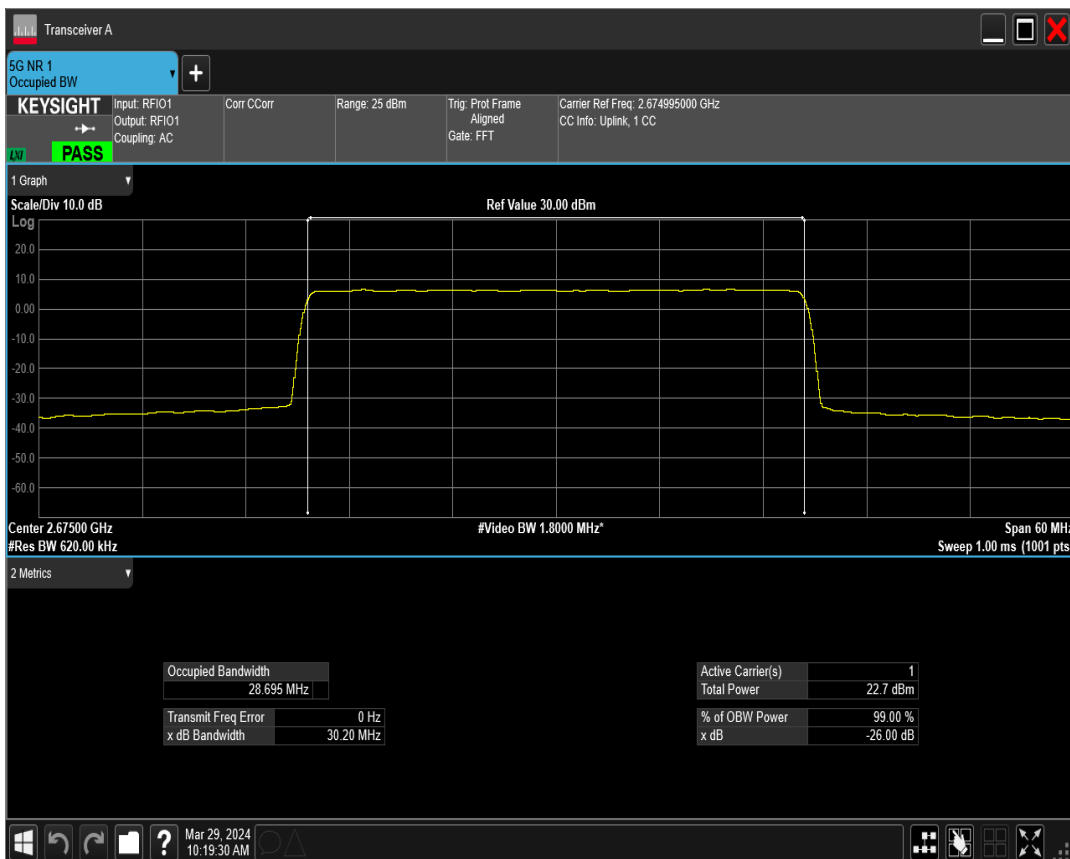 Transceiver A
5G NR 1
Occupied BW
+
KEYSIGHT
LXI
PASS
Input: RFIO1
Output: RFIO1
Coupling: AC
Corr CCorr
Range: 25 dBm
Trig: Prot Frame
Aligned
Gate: FFT
Carrier Ref Freq: 2.674995000 GHz
CC Info: Uplink, 1 CC
1 Graph
Scale/Div 10.0 dB
Ref Value 30.00 dBm
Log
20.0
10.0
0.00
-10.0
-20.0
-30.0
-40.0
-50.0
-60.0
Center 2.67500 GHz
#Video BW 1.8000 MHz*
Span 60 MHz
#Res BW 620.00 kHz
Sweep 1.00 ms (1001 pts
2 Metrics
Occupied Bandwidth
28.695 MHz
Transmit Freq Error 0 Hz
x dB Bandwidth 30.20 MHz
Active Carrier(s) 1
Total Power 22.7 dBm
% of OBW Power 99.00 %
x dB -26.00 dB
?
Mar 29, 2024
10:19:30 AM